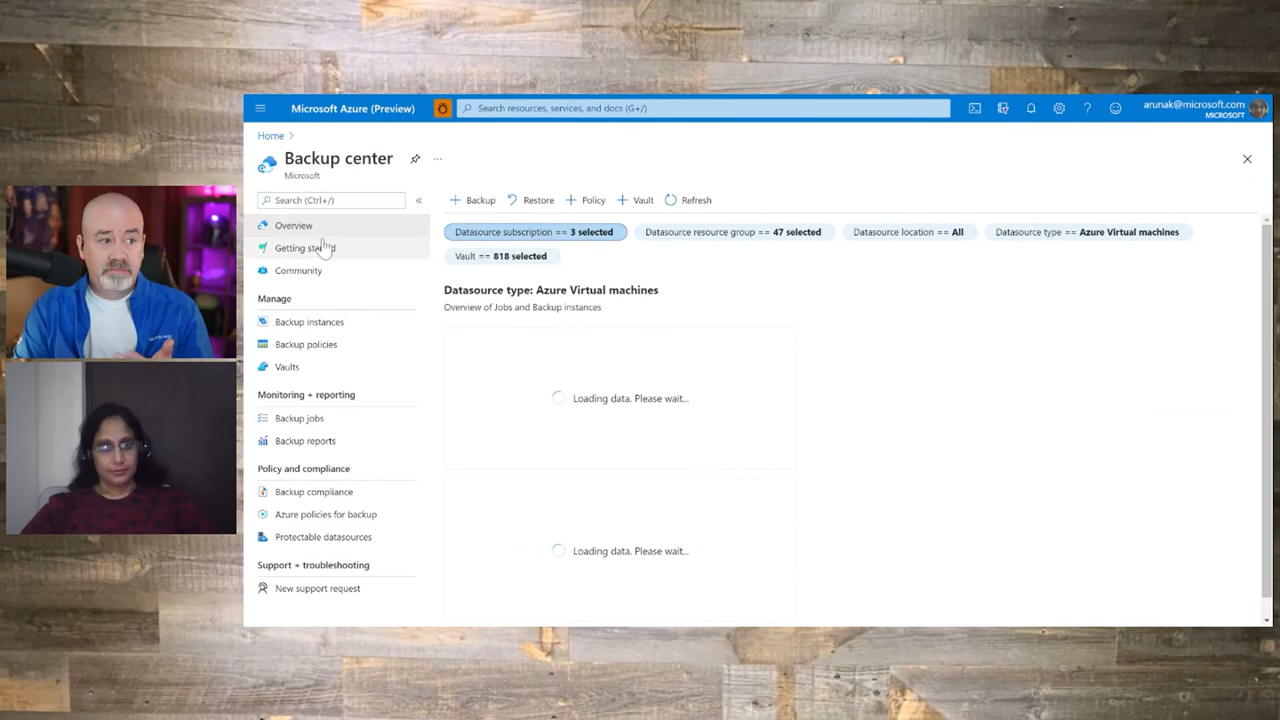 Microsoft Azure (Preview)
Search resources, services, and docs (G+/)
arunak@microsoft.com
MICROSOFT
Home
Backup center
Microsoft
Search (Ctrl+/)
Overview
Getting started
Community
Manage
Backup instances
Backup policies
Vaults
Monitoring + reporting
Backup jobs
Backup reports
Policy and compliance
Backup compliance
Azure policies for backup
Protectable datasources
Support + troubleshooting
New support request
Backup Restore Policy Vault Refresh
Datasource subscription == 3 selected
Datasource resource group == 47 selected
Datasource location == All
Datasource type == Azure Virtual machines
Vault == 818 selected
Datasource type: Azure Virtual machines
Overview of Jobs and Backup instances
Loading data. Please wait...
Loading data. Please wait...